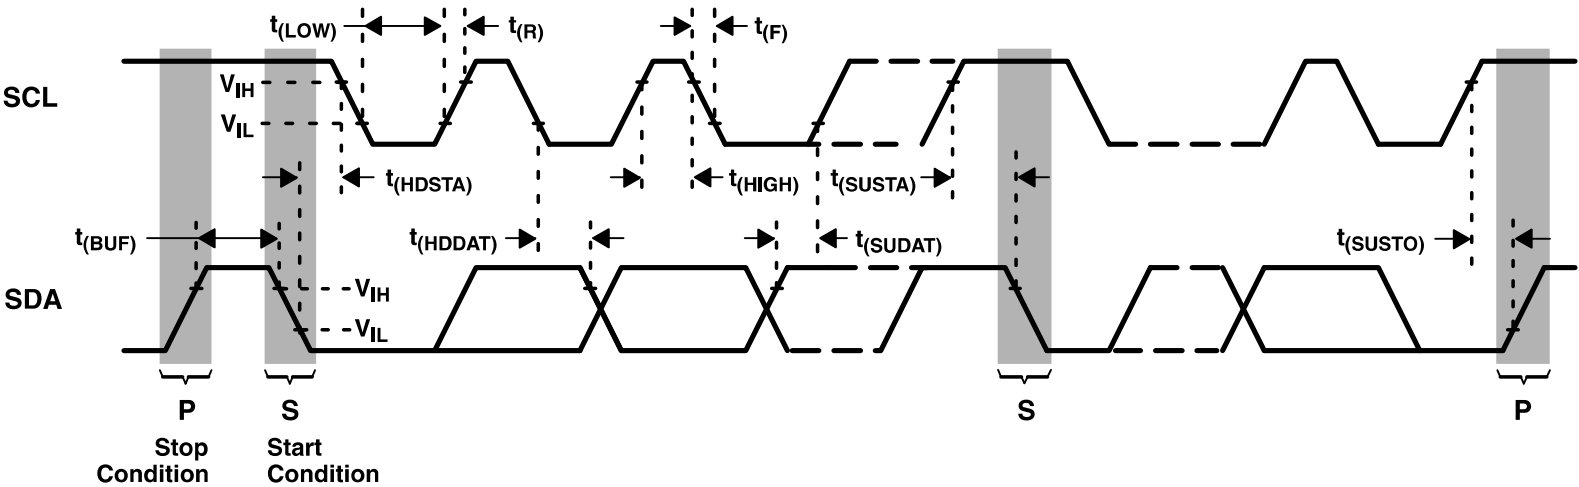 t(LOW) t(R) t(F)
SCL
VIH
VIL
t(HDSTA) t(HIGH) t(SUSTA)
t(BUF) t(HDDAT) t(SUDAT) t(SUSTO)
SDA
VIH
VIL
P S S P
Stop Condition
Start Condition